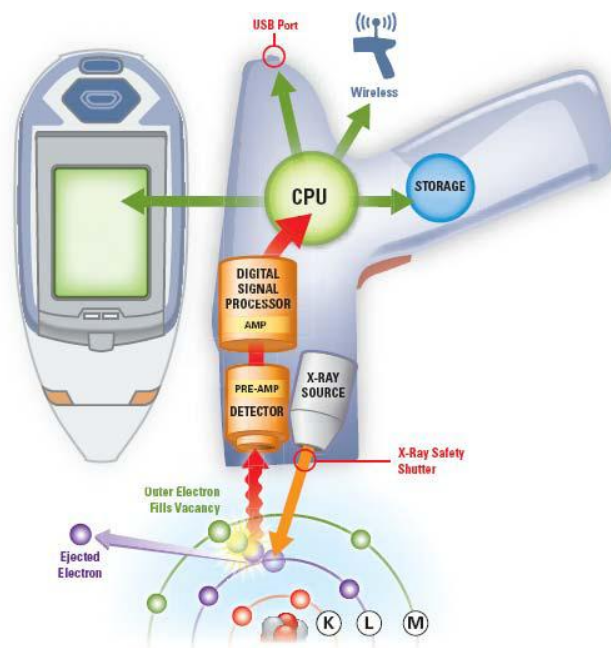 USB Port
Wireless
CPU
STORAGE
DIGITAL
SIGNAL
PROCESSOR
AMP
PRE-AMP
DETECTOR
X-RAY
SOURCE
X-Ray Safety
Shutter
Outer Electron
Fills Vacancy
Ejected
Electron
K
L
M